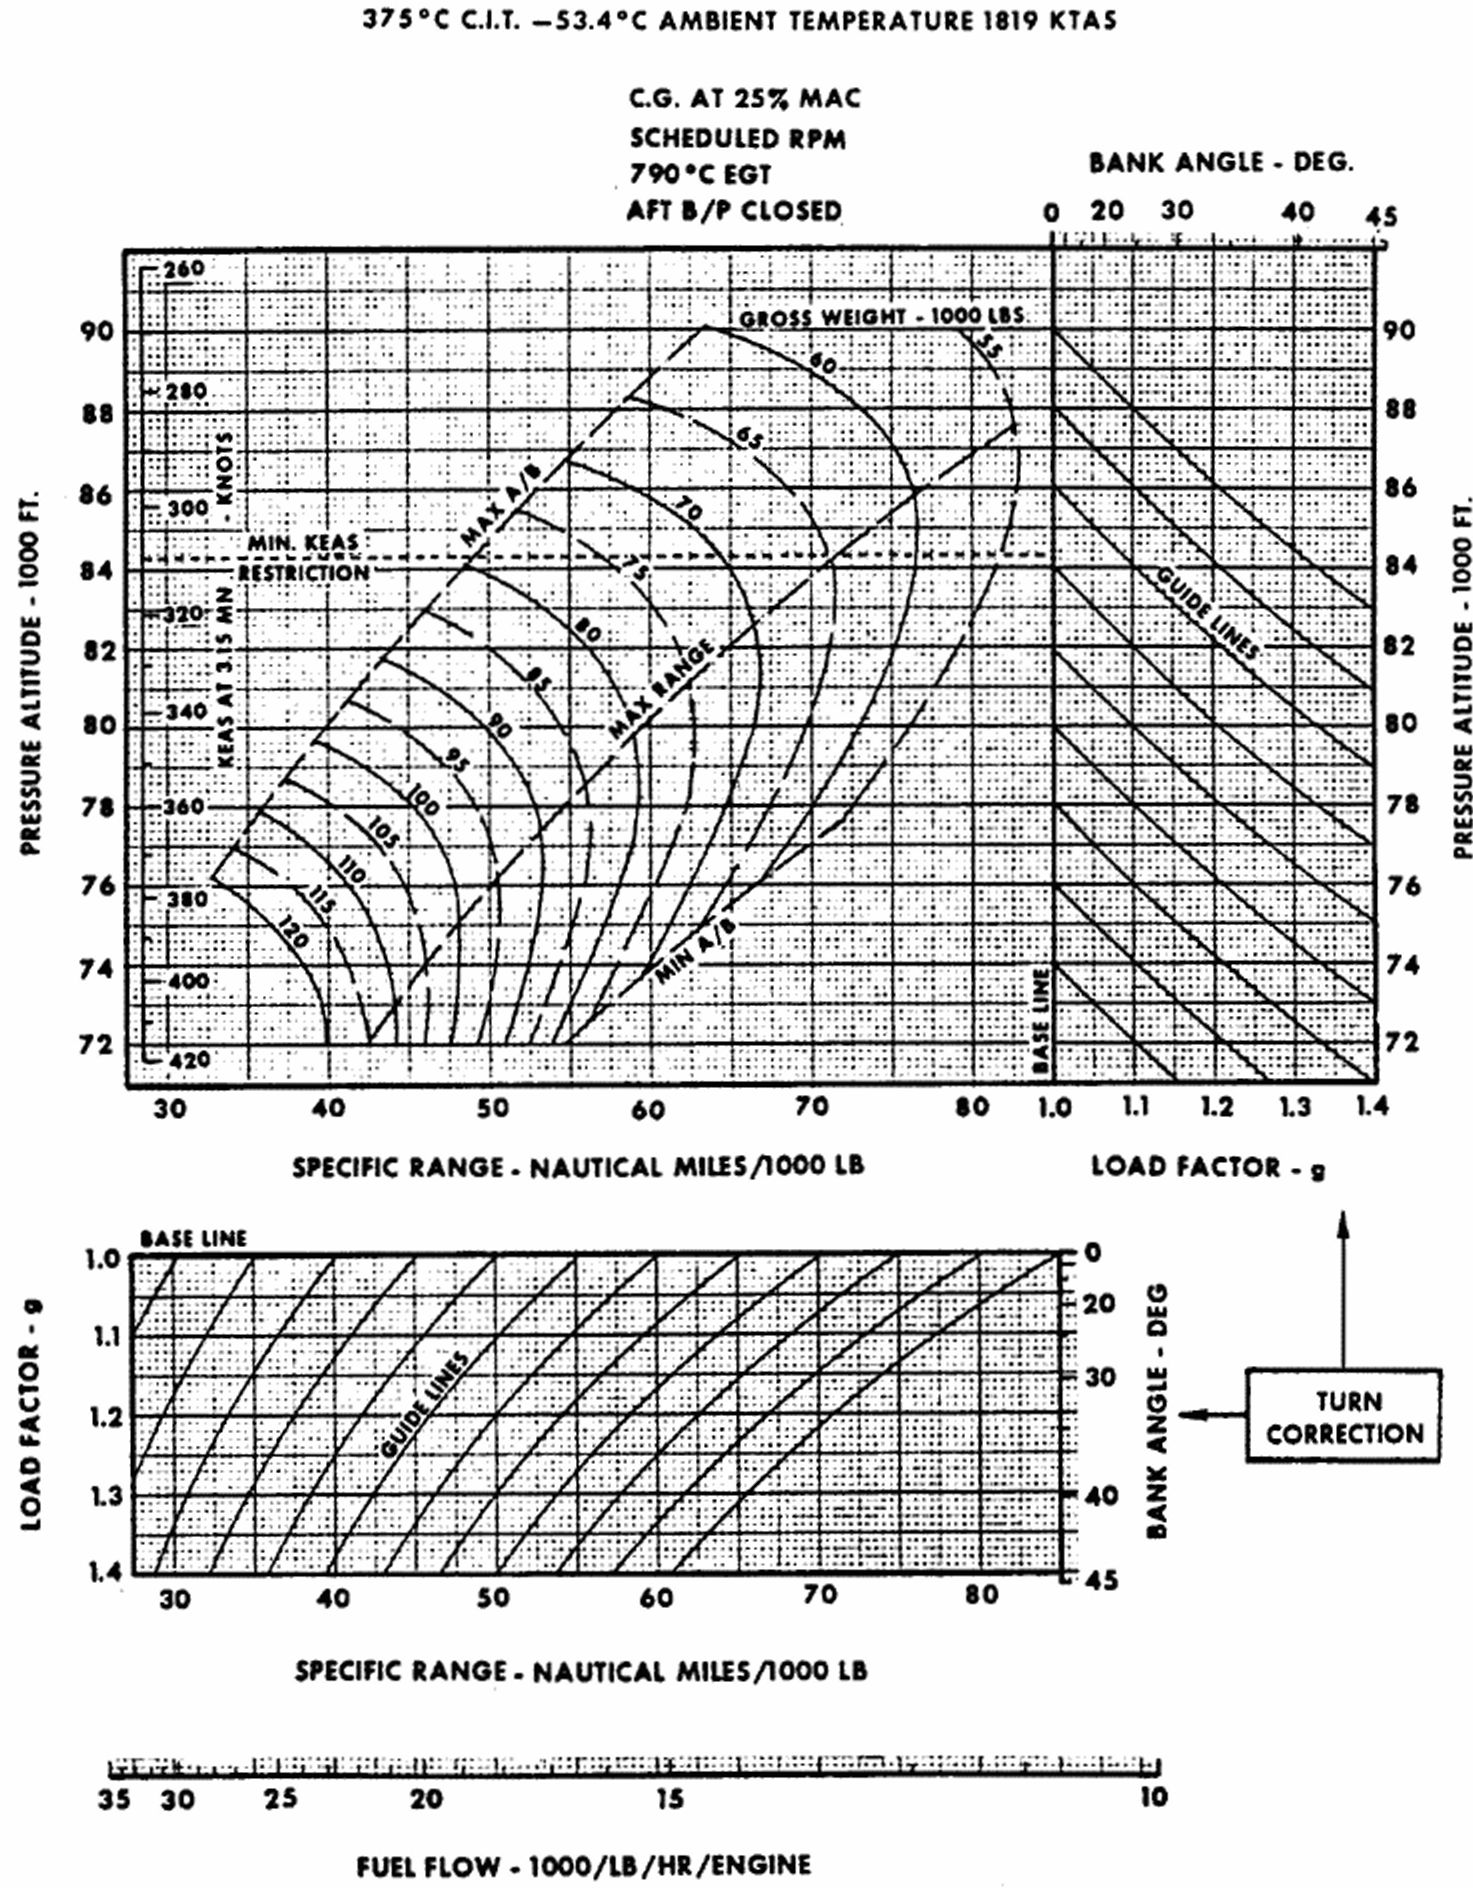 375°C C.I.T. –53.4°C AMBIENT TEMPERATURE 1819 KTAS
C.G. AT 25% MAC
SCHEDULED RPM
790°C EGT
AFT B/P CLOSED
BANK ANGLE - DEG.
0 20 30 40 45
260
280
300
320
340
360
380
400
420
KEAS AT 3.15 MN - KNOTS
PRESSURE ALTITUDE - 1000 FT.
90
88
86
84
82
80
78
76
74
72
MIN. KEAS
RESTRICTION
MAX A/B
MAX RANGE
MIN A/B
GROSS WEIGHT - 1000 LBS.
55
60
65
70
75
80
85
90
95
100
105
110
115
120
BASE LINE
GUIDE LINES
90
88
86
84
82
80
78
76
74
72
PRESSURE ALTITUDE - 1000 FT.
30 40 50 60 70 80 1.0 1.1 1.2 1.3 1.4
SPECIFIC RANGE - NAUTICAL MILES/1000 LB
LOAD FACTOR - g
BASE LINE
LOAD FACTOR - g
1.0
1.1
1.2
1.3
1.4
GUIDE LINES
0
20
30
40
45
BANK ANGLE - DEG
TURN
CORRECTION
30 40 50 60 70 80
SPECIFIC RANGE - NAUTICAL MILES/1000 LB
35 30 25 20 15 10
FUEL FLOW - 1000/LB/HR/ENGINE